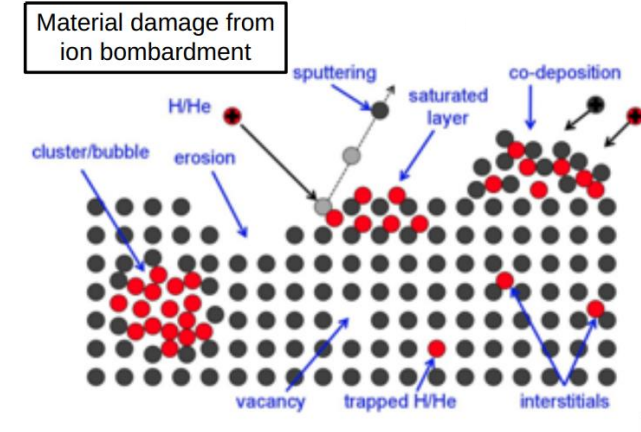 Material damage from
ion bombardment
sputtering
co-deposition
H/He
saturated
layer
cluster/bubble
erosion
vacancy
trapped H/He
interstitials